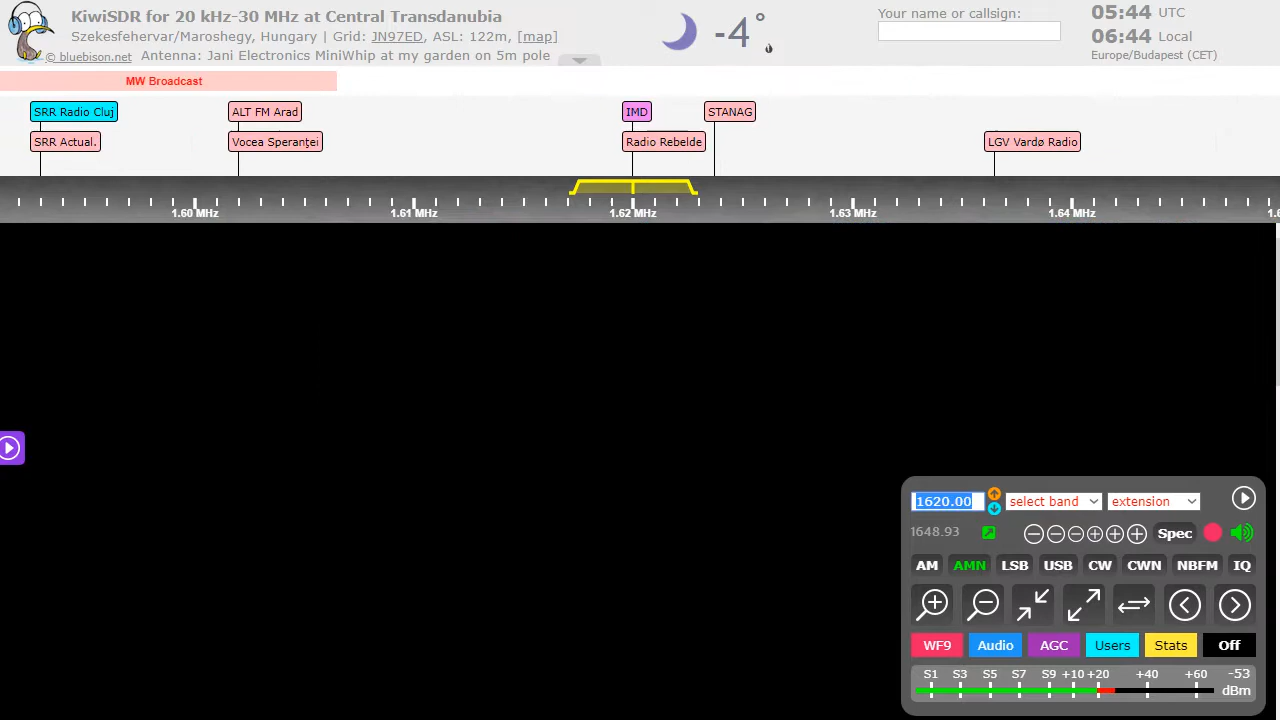 KiwiSDR for 20 kHz-30 MHz at Central Transdanubia
Szekesfehervar/Maroshegy, Hungary | Grid: JN97ED, ASL: 122m, [map]
© bluebison.net Antenna: Jani Electronics MiniWhip at my garden on 5m pole
-4°
Your name or callsign:
05:44 UTC
06:44 Local
Europe/Budapest (CET)
MW Broadcast
SRR Radio Cluj ALT FM Arad IMD STANAG
SRR Actual. Vocea Speranței Radio Rebelde LGV Vardø Radio
1.60 MHz 1.61 MHz 1.62 MHz 1.63 MHz 1.64 MHz
1620.00 select band extension
1648.93 Spec
AM AMN LSB USB CW CWN NBFM IQ
WF9 Audio AGC Users Stats Off
S1 S3 S5 S7 S9 +10 +20 +40 +60 -53
dBm